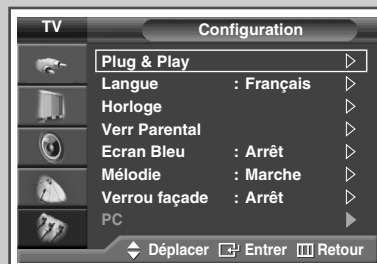 TV Configuration
Plug & Play
Langue : Français
Horloge
Verr Parental
Ecran Bleu : Arrêt
Mélodie : Marche
Verrou façade : Arrêt
PC
Déplacer Entrer Retour